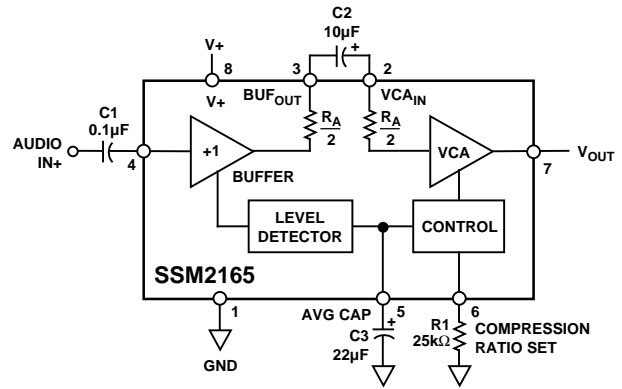 C2
10µF
+
V+
8
3
2
V+
BUFOUT
VCAIN
C1
0.1µF
RA
2
RA
2
AUDIO
IN+
4
+1
BUFFER
VCA
7
VOUT
LEVEL
DETECTOR
CONTROL
SSM2165
1
AVG CAP
5
6
GND
+
C3
22µF
R1
25kΩ
COMPRESSION
RATIO SET